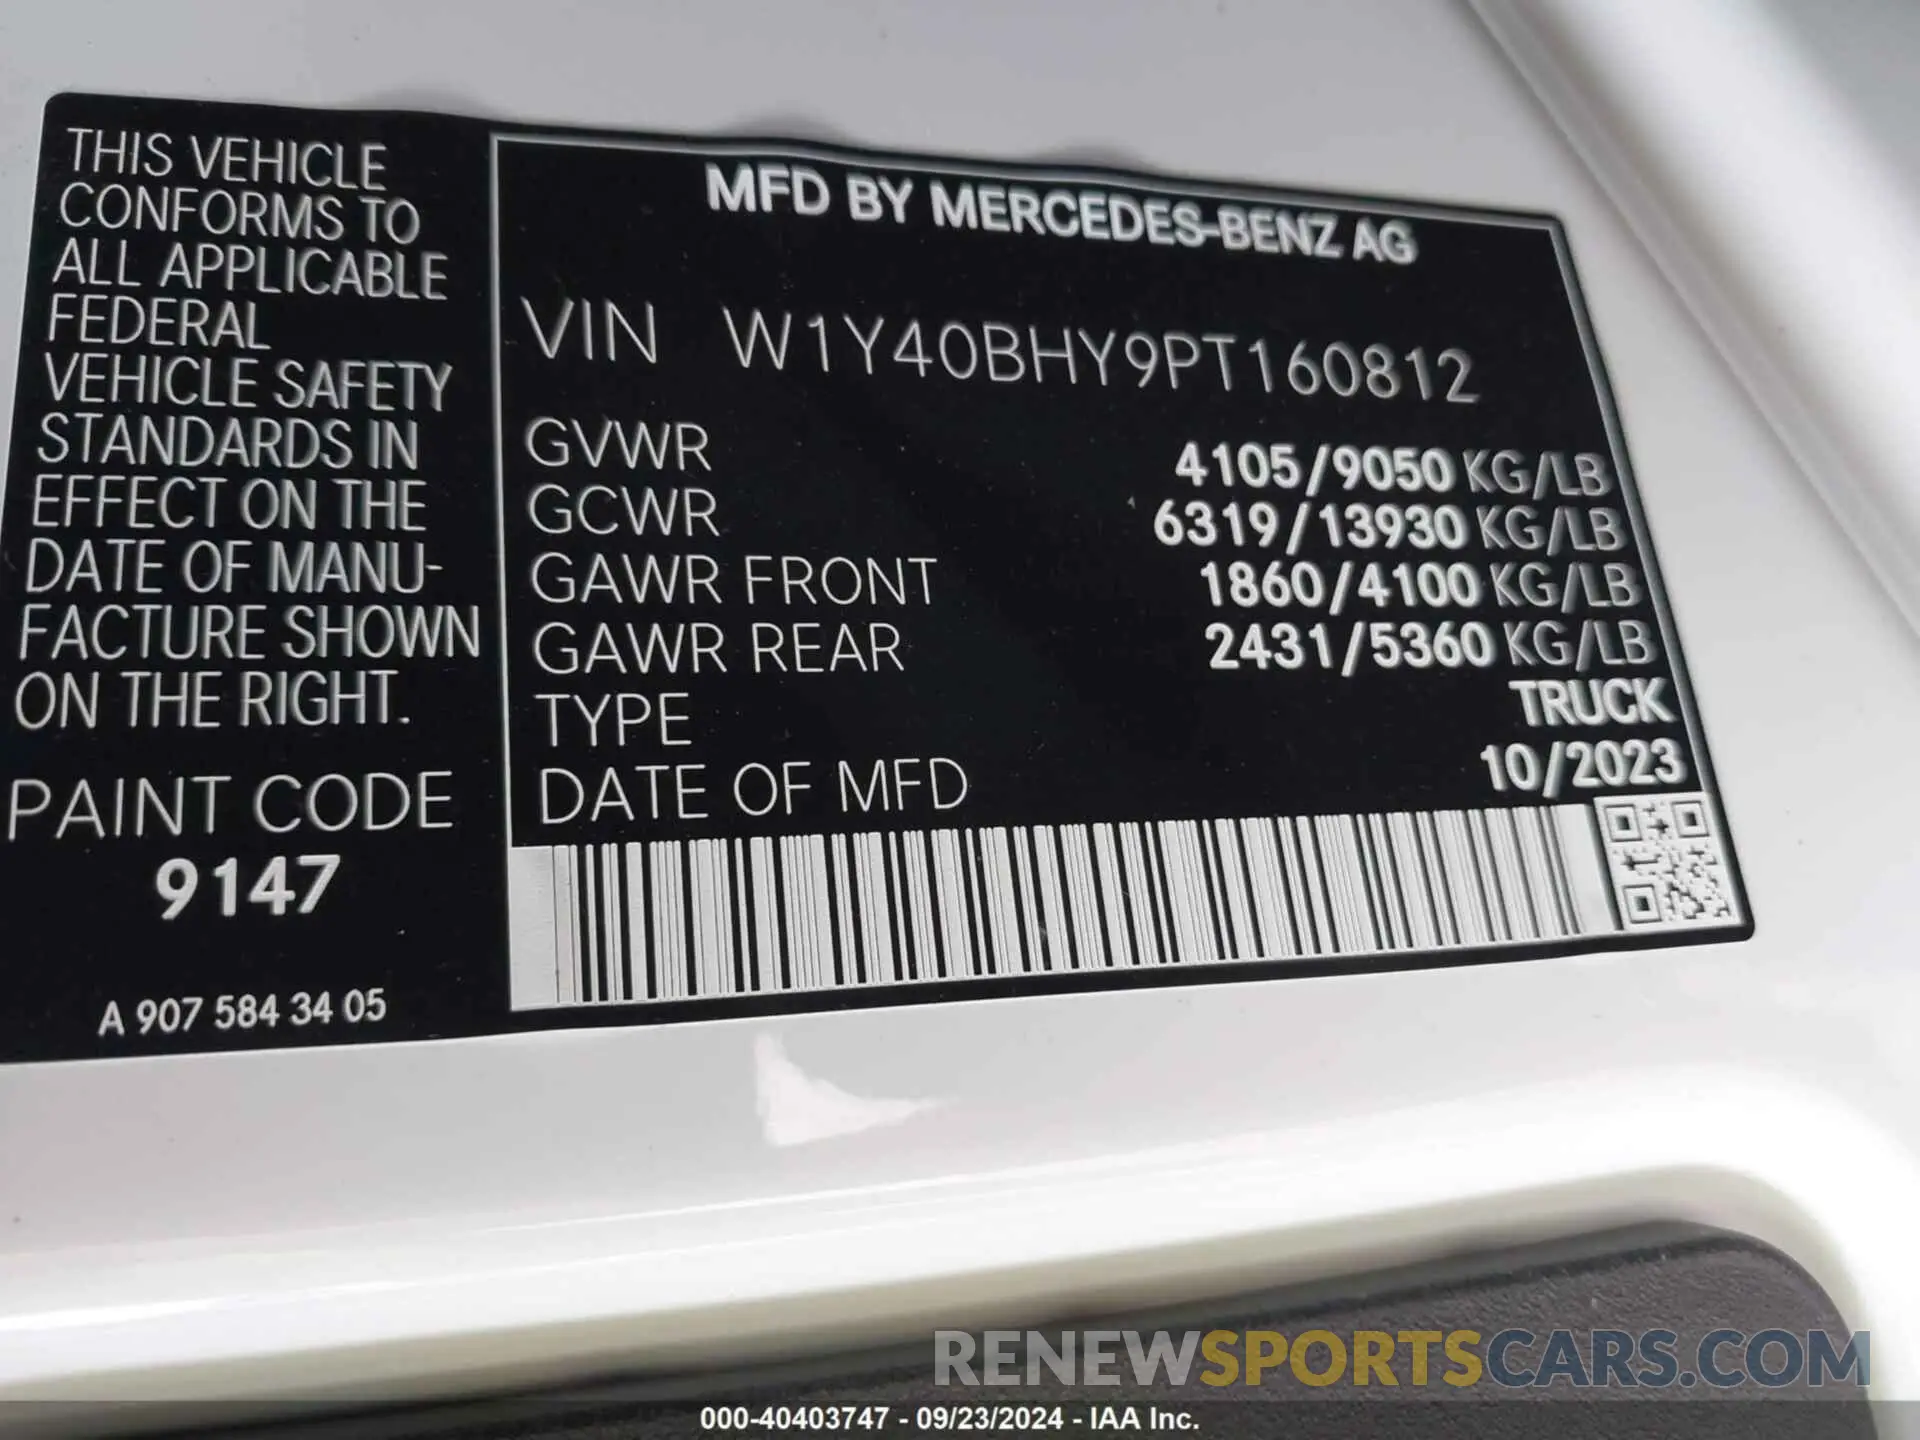 THIS VEHICLE
CONFORMS TO
ALL APPLICABLE
FEDERAL
VEHICLE SAFETY
STANDARDS IN
EFFECT ON THE
DATE OF MANU-
FACTURE SHOWN
ON THE RIGHT.
PAINT CODE
9147
A 907 584 34 05
MFD BY MERCEDES-BENZ AG
VIN W1Y40BHY9PT160812
GVWR 4105/9050 KG/LB
GCWR 6319/13930 KG/LB
GAWR FRONT 1860/4100 KG/LB
GAWR REAR 2431/5360 KG/LB
TYPE TRUCK
DATE OF MFD 10/2023
RENEWSPORTSCARS.COM
000-40403747 - 09/23/2024 - IAA Inc.